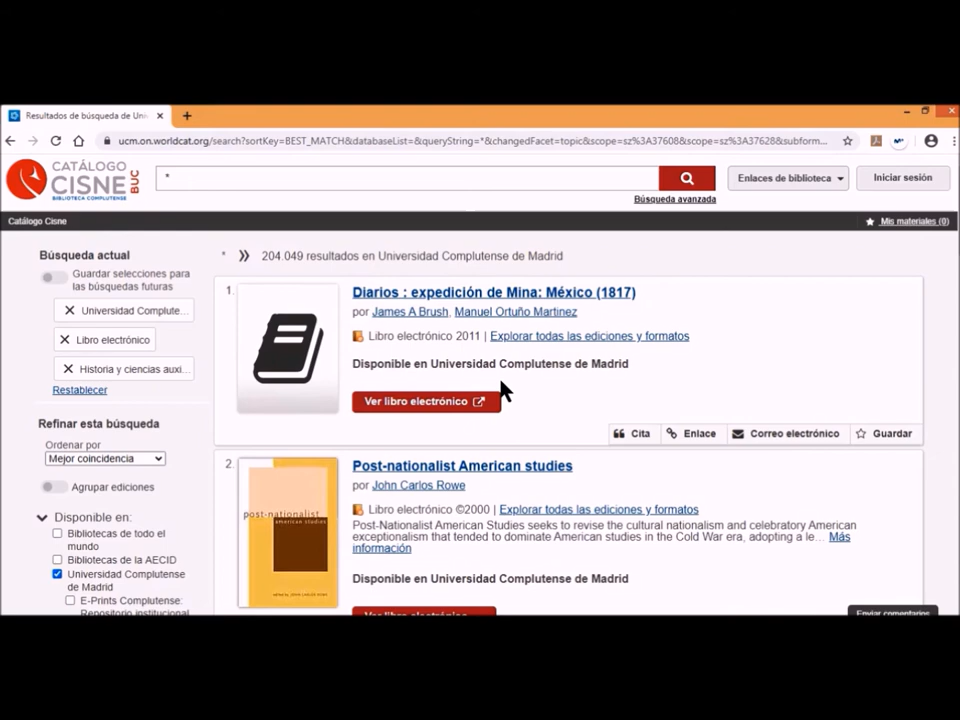 Resultados de búsqueda de Uni
ucm.on.worldcat.org/search?sortKey=BEST_MATCH&databaseList=&queryString=*&changedFacet=topic&scope=sz%3A37608&scope=sz%3A37628&subform...
CATÁLOGO
CISNE
BUC
BIBLIOTECA COMPLUTENSE
*
Enlaces de biblioteca
Iniciar sesión
Búsqueda avanzada
Catálogo Cisne
Mis materiales (0)
Búsqueda actual
Guardar selecciones para
las búsquedas futuras
Universidad Complute...
Libro electrónico
Historia y ciencias auxi...
Restablecer
Refinar esta búsqueda
Ordenar por
Mejor coincidencia
Agrupar ediciones
Disponible en:
Bibliotecas de todo el
mundo
Bibliotecas de la AECID
Universidad Complutense
de Madrid
E-Prints Complutense:
Repositorio institucional
* 204.049 resultados en Universidad Complutense de Madrid
1.
Diarios : expedición de Mina: México (1817)
por James A Brush, Manuel Ortuño Martinez
Libro electrónico 2011 | Explorar todas las ediciones y formatos
Disponible en Universidad Complutense de Madrid
Ver libro electrónico
Cita Enlace Correo electrónico Guardar
2.
post-nationalist
american studies
Post-nationalist American studies
por John Carlos Rowe
Libro electrónico ©2000 | Explorar todas las ediciones y formatos
Post-Nationalist American Studies seeks to revise the cultural nationalism and celebratory American
exceptionalism that tended to dominate American studies in the Cold War era, adopting a le... Más
información
Disponible en Universidad Complutense de Madrid
Ver libro electrónico
Enviar comentarios